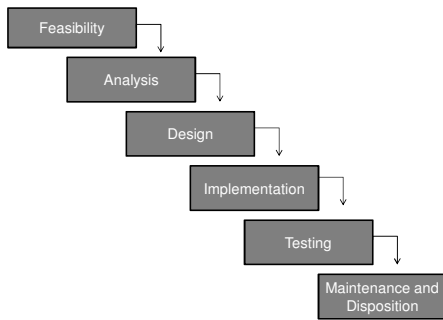 Feasibility
Analysis
Design
Implementation
Testing
Maintenance and
Disposition